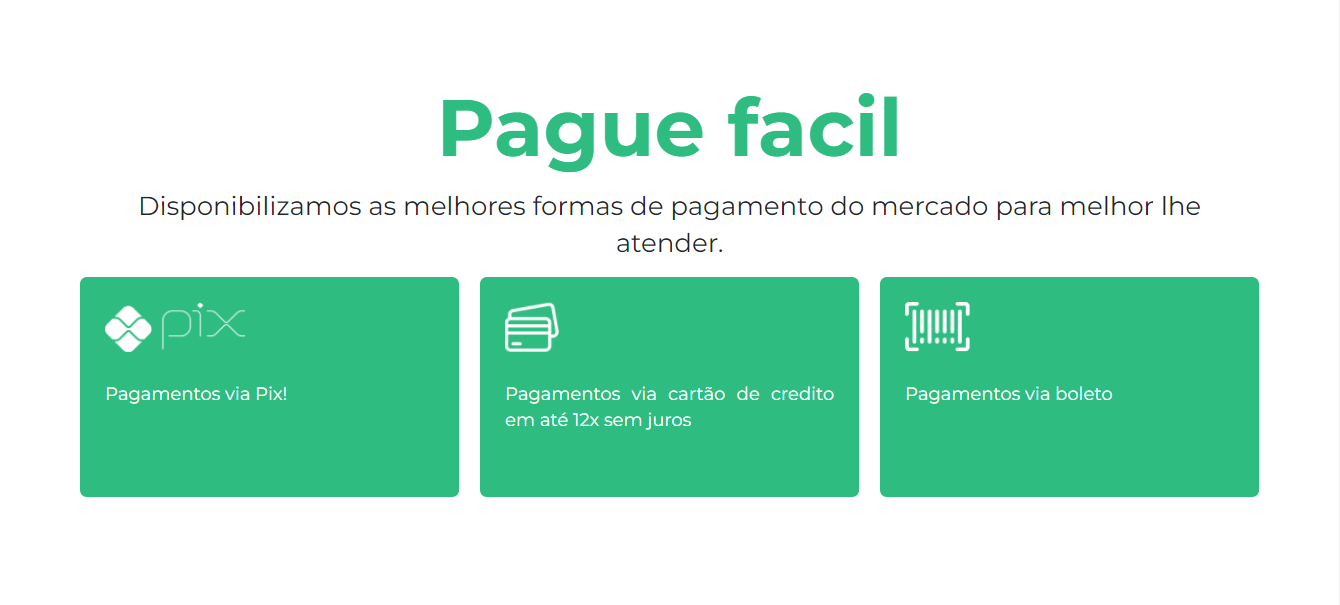 Pague facil
Disponibilizamos as melhores formas de pagamento do mercado para melhor lhe
atender.
pix
Pagamentos via Pix!
Pagamentos via cartão de credito
em até 12x sem juros
Pagamentos via boleto